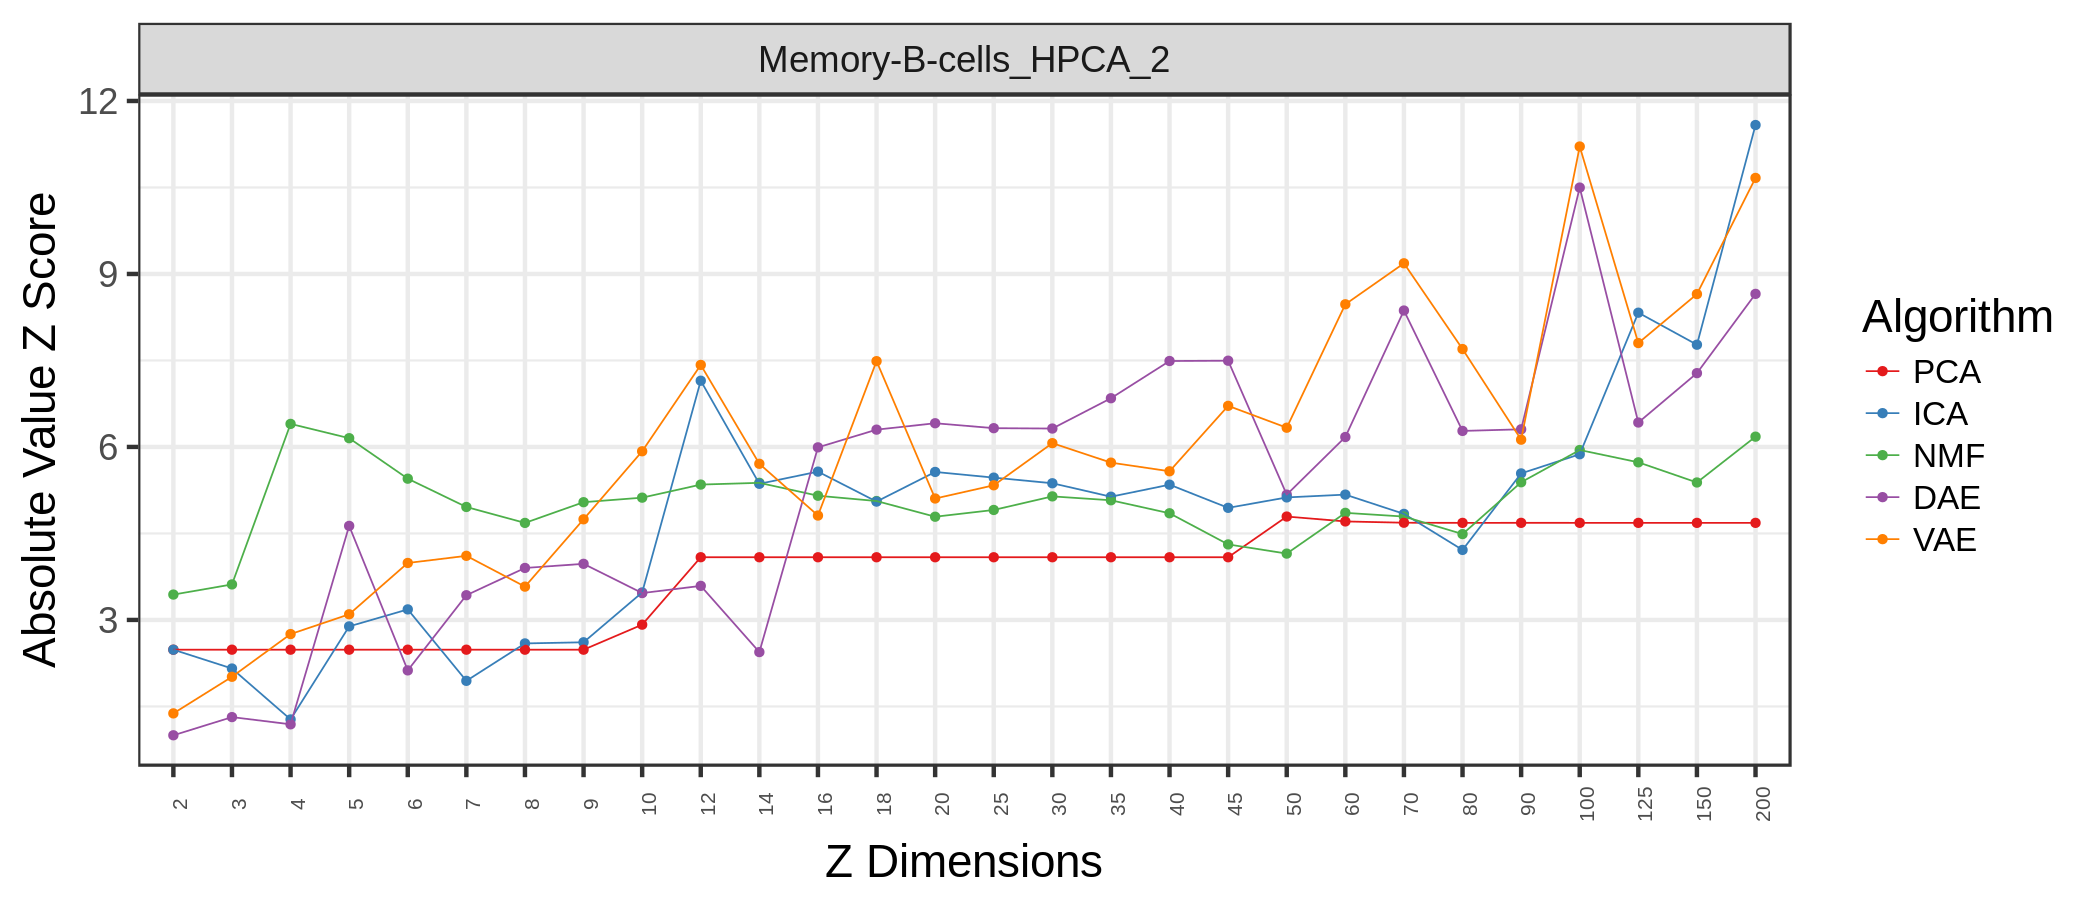 Memory-B-cells_HPCA_2
12
9
6
3
Absolute Value Z Score
2 3 4 5 6 7 8 9 10 12 14 16 18 20 25 30 35 40 45 50 60 70 80 90 100 125 150 200
Z Dimensions
Algorithm
PCA
ICA
NMF
DAE
VAE